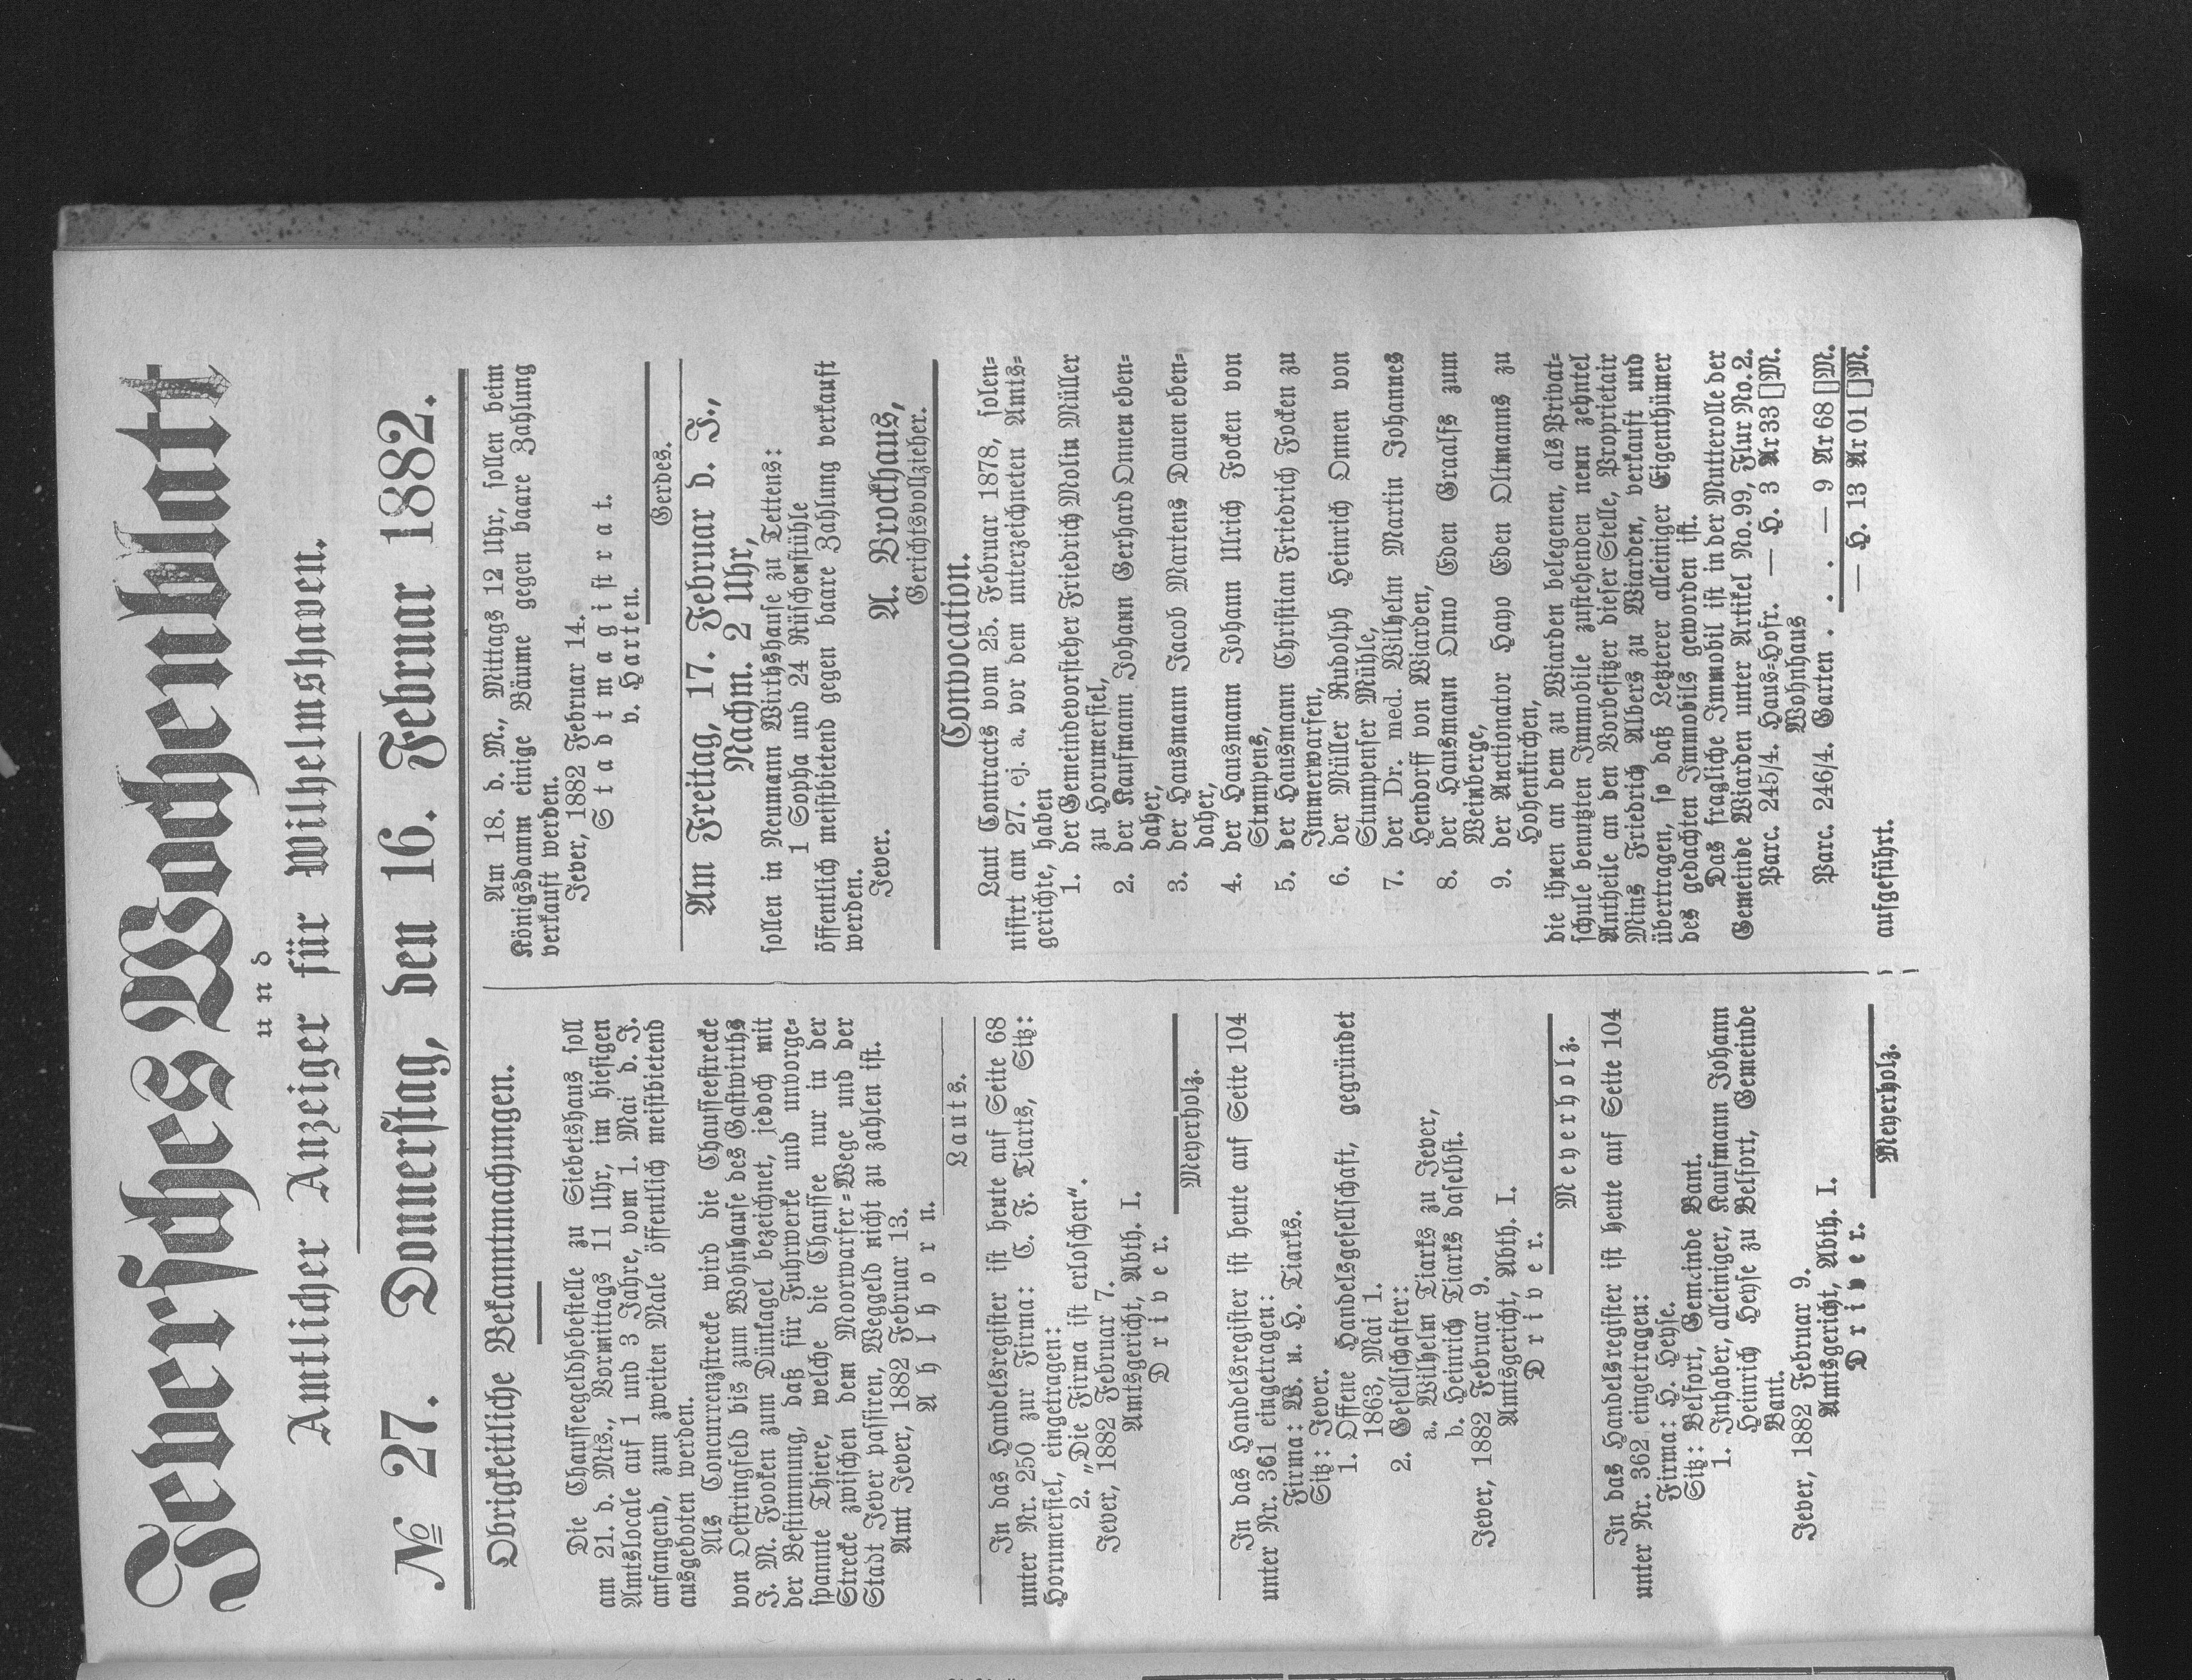 Jeversches Wochenblatt
und
Amtlicher Anzeiger für Wilhelmshaven.
№ 27. Donnerstag, den 16. Februar 1882.
Obrigkeitliche Bekanntmachungen.
Die Chausseegeldhebestelle zu Siebetshaus soll
am 21. d. Mts., Vormittags 11 Uhr, im hiesigen
Amtslocale auf 1 und 3 Jahre, vom 1. Mai d. J.
anfangend, zum zweiten Male öffentlich meistbietend
ausgeboten werden.
Als Concurrenzstrecke wird die Chausseestrecke
von Oestringfeld bis zum Wohnhause des Gastwirths
J. M. Fooken zum Dünkagel bezeichnet, jedoch mit
der Bestimmung, daß für Fuhrwerke und unvorge-
spannte Thiere, welche die Chaussee nur in der
Strecke zwischen dem Moorwarfer-Wege und der
Stadt Jever passiren, Weggeld nicht zu zahlen ist.
Amt Jever, 1882 Februar 13.
Ahlhorn.
Lauts.
In das Handelsregister ist heute auf Seite 68
unter Nr. 250 zur Firma: C. F. Tiarks, Sitz:
Horumersiel, eingetragen:
2. „Die Firma ist erloschen“.
Jever, 1882 Februar 7.
Amtsgericht, Abth. I.
Driver.
Meyerholz.
In das Handelsregister ist heute auf Seite 104
unter Nr. 361 eingetragen:
Firma: W. u. H. Tiarks.
Sitz: Jever.
1. Offene Handelsgesellschaft, gegründet
1863, Mai 1.
2. Gesellschafter:
a. Wilhelm Tiarks zu Jever,
b. Heinrich Tiarks daselbst.
Jever, 1882 Februar 9.
Amtsgericht, Abth. I.
Driver.
Meyerholz.
In das Handelsregister ist heute auf Seite 104
unter Nr. 362 eingetragen:
Firma: H. Hehse.
Sitz: Belfort, Gemeinde Bant.
1. Inhaber, alleiniger, Kaufmann Johann
Heinrich Hehse zu Belfort, Gemeinde
Bant.
Jever, 1882 Februar 9.
Amtsgericht, Abth. I.
Driver.
Meyerholz.
Am 18. d. M., Mittags 12 Uhr, sollen beim
Königsdamm einige Bäume gegen baare Zahlung
verkauft werden.
Jever, 1882 Februar 14.
Stadtmagistrat.
v. Harten.
Gerdes.
Am Freitag, 17. Februar d. J.,
Nachm. 2 Uhr,
sollen in Neumann Wirthshause zu Tettens:
1 Sopha und 24 Rüschenstühle
öffentlich meistbietend gegen baare Zahlung verkauft
werden.
Jever.
A. Brockhaus,
Gerichtsvollzieher.
Convocation.
Laut Contracts vom 25. Februar 1878, solen-
nisirt am 27. ej. a. vor dem unterzeichneten Amts-
gerichte, haben
1. der Gemeindevorsteher Friedrich Molin Müller
zu Horumersiel,
2. der Kaufmann Johann Gerhard Onnen eben-
daher,
3. der Hausmann Jacob Martens Dauen eben-
daher,
4. der Hausmann Johann Ulrich Focken von
Stumpens,
5. der Hausmann Christian Friedrich Focken zu
Immerwarfen,
6. der Müller Rudolph Heinrich Onnen von
Stumpenser Mühle,
7. der Dr. med. Wilhelm Martin Johannes
Hendorff von Wiarden,
8. der Hausmann Onno Eden Graalfs zum
Weinberge,
9. der Auctionator Hayo Eden Oltmanns zu
Hohenkirchen,
die ihnen an dem zu Wiarden belegenen, als Privat-
schule benutzten Immobile zustehenden neun zehntel
Antheile an den Vorbesitzer dieser Stelle, Proprietair
Mins Friedrich Albers zu Wiarden, verkauft und
übertragen, so daß Letzterer alleiniger Eigenthümer
des gedachten Immobils geworden ist.
Das fragliche Immobil ist in der Mutterolle der
Gemeinde Wiarden unter Artikel No. 99, Flur No. 2.
Parc. 245/4. Haus-Hofr. — H. 3 Ar 33 []M.
Wohnhaus
Parc. 246/4. Garten . . . — 9 Ar 68 []M.
— H. 13 Ar 01 []M.
aufgeführt.